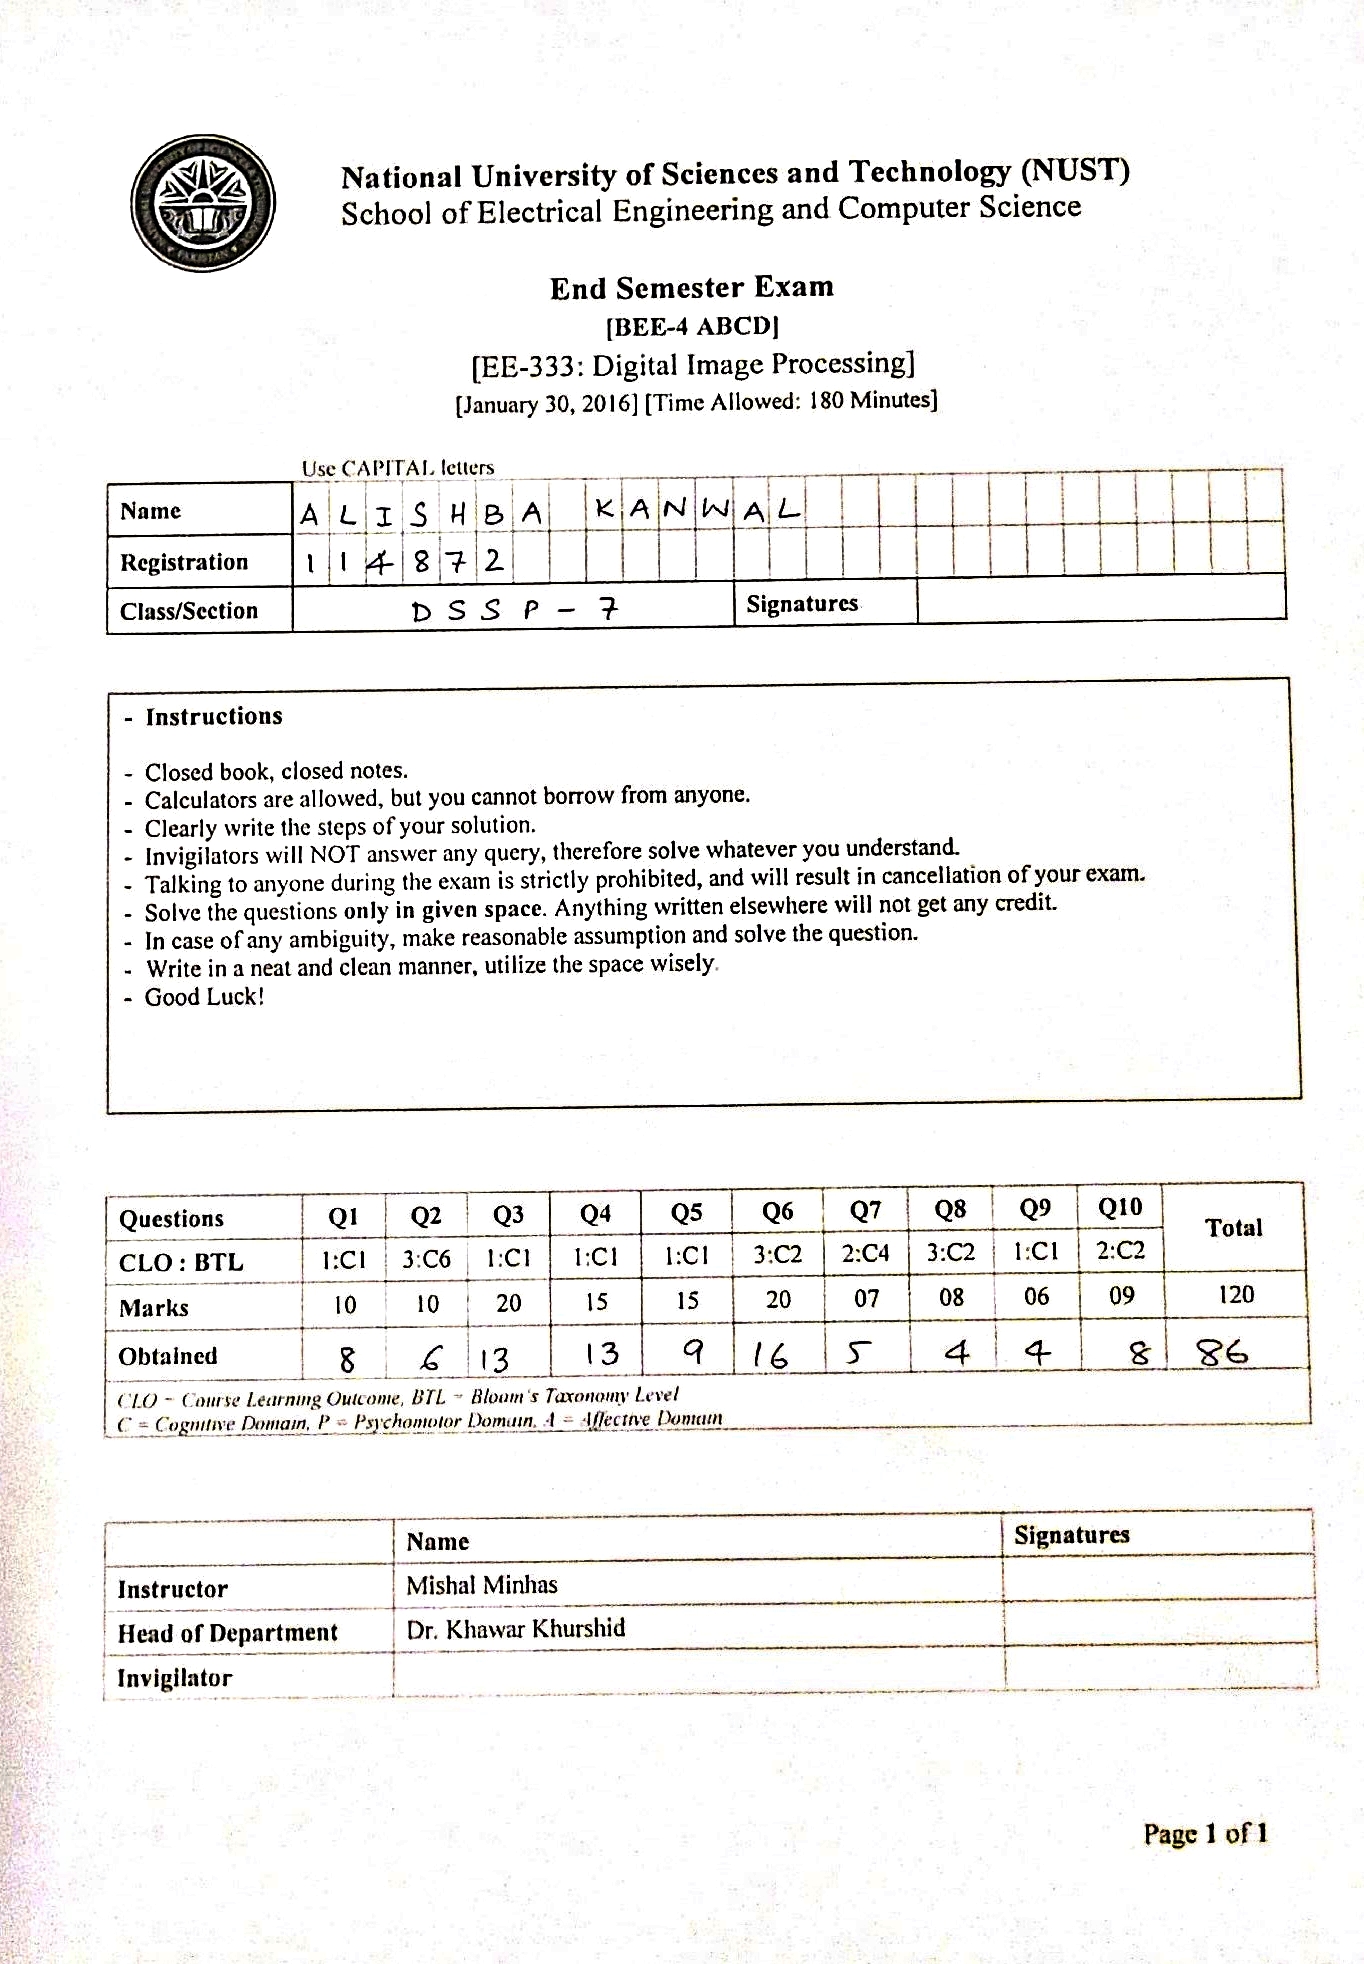 National University of Sciences and Technology (NUST)
School of Electrical Engineering and Computer Science
End Semester Exam
[BEE-4 ABCD]
[EE-333: Digital Image Processing]
[January 30, 2016] [Time Allowed: 180 Minutes]
Use CAPITAL letters
Name ALISHBA KANWAL
Registration 114872
Class/Section DSSP-7 Signatures
- Instructions
- Closed book, closed notes.
- Calculators are allowed, but you cannot borrow from anyone.
- Clearly write the steps of your solution.
- Invigilators will NOT answer any query, therefore solve whatever you understand.
- Talking to anyone during the exam is strictly prohibited, and will result in cancellation of your exam.
- Solve the questions only in given space. Anything written elsewhere will not get any credit.
- In case of any ambiguity, make reasonable assumption and solve the question.
- Write in a neat and clean manner, utilize the space wisely.
- Good Luck!
Questions Q1 Q2 Q3 Q4 Q5 Q6 Q7 Q8 Q9 Q10 Total
CLO : BTL 1:C1 3:C6 1:C1 1:C1 1:C1 3:C2 2:C4 3:C2 1:C1 2:C2
Marks 10 10 20 15 15 20 07 08 06 09 120
Obtained 8 6 13 13 9 16 5 4 4 8 86
CLO = Course Learning Outcome, BTL = Bloom's Taxonomy Level
C = Cognitive Domain, P = Psychomotor Domain, A = Affective Domain
Name Signatures
Instructor Mishal Minhas
Head of Department Dr. Khawar Khurshid
Invigilator
Page 1 of 1